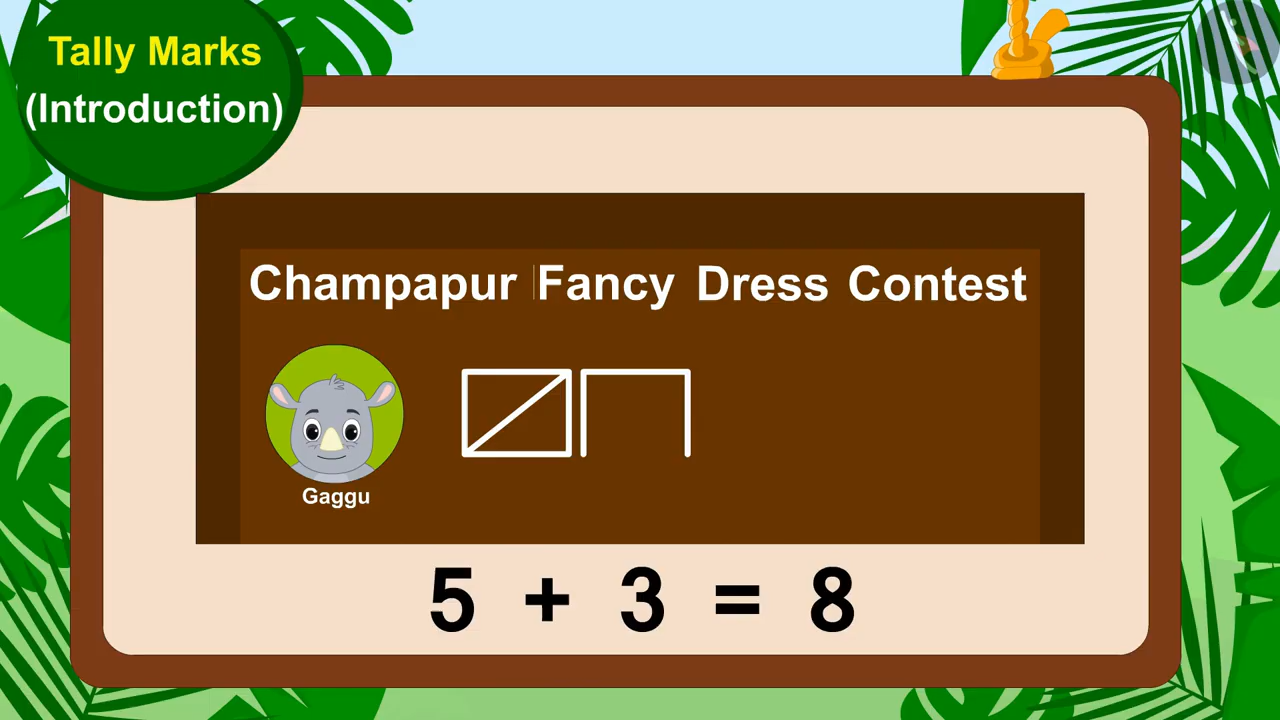 Tally Marks
(Introduction)
Champapur Fancy Dress Contest
Gaggu
5 + 3 = 8